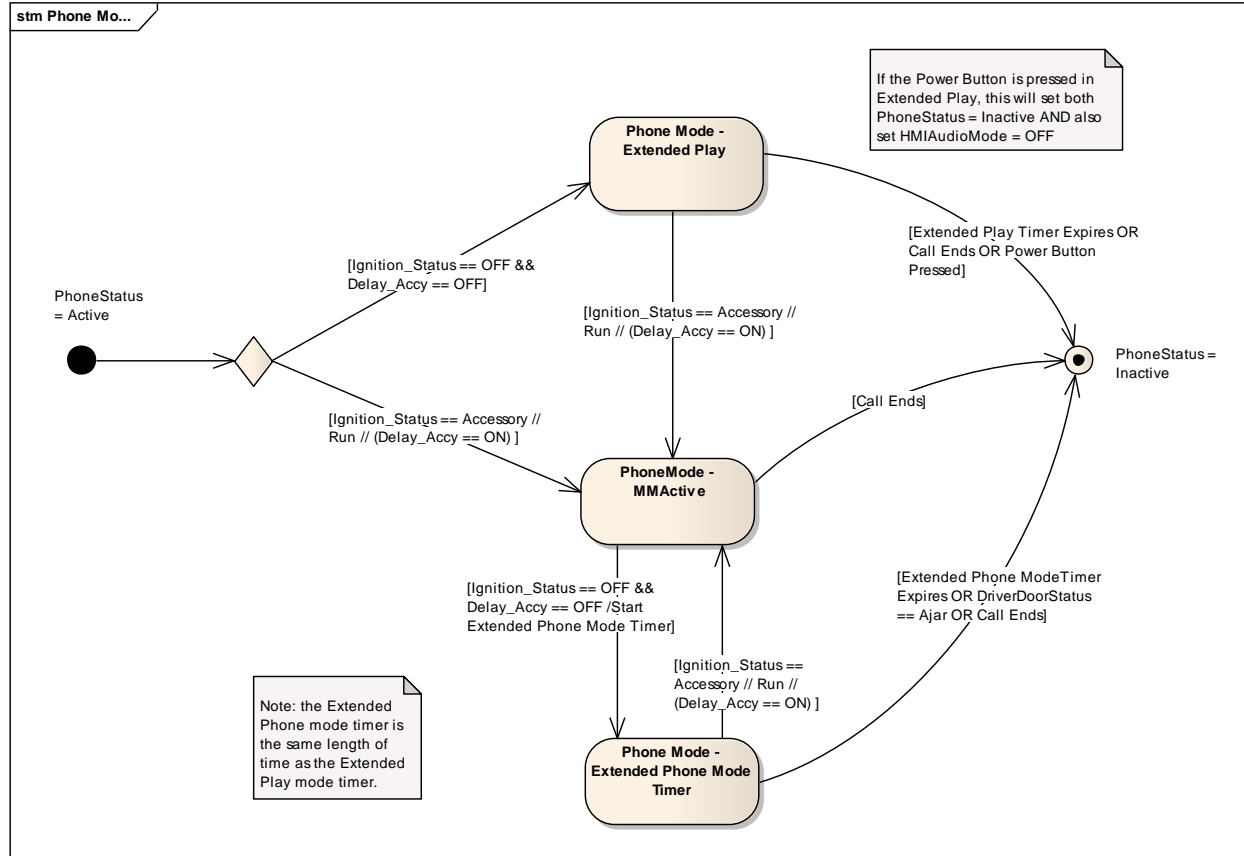 stm Phone Mo...
If the Power Button is pressed in
Extended Play, this will set both
PhoneStatus = Inactive AND also
set HMIAudioMode = OFF
Phone Mode -
Extended Play
[Extended Play Timer Expires OR
Call Ends OR Power Button
Pressed]
[Ignition_Status == OFF &&
Delay_Accy == OFF]
PhoneStatus
= Active
[Ignition_Status == Accessory //
Run // (Delay_Accy == ON) ]
PhoneStatus =
Inactive
[Call Ends]
[Ignition_Status == Accessory //
Run // (Delay_Accy == ON) ]
PhoneMode -
MMActive
[Ignition_Status == OFF &&
Delay_Accy == OFF /Start
Extended Phone Mode Timer]
[Extended Phone ModeTimer
Expires OR DriverDoorStatus
== Ajar OR Call Ends]
[Ignition_Status ==
Accessory // Run //
(Delay_Accy == ON) ]
Note: the Extended
Phone mode timer is
the same length of
time as the Extended
Play mode timer.
Phone Mode -
Extended Phone Mode
Timer